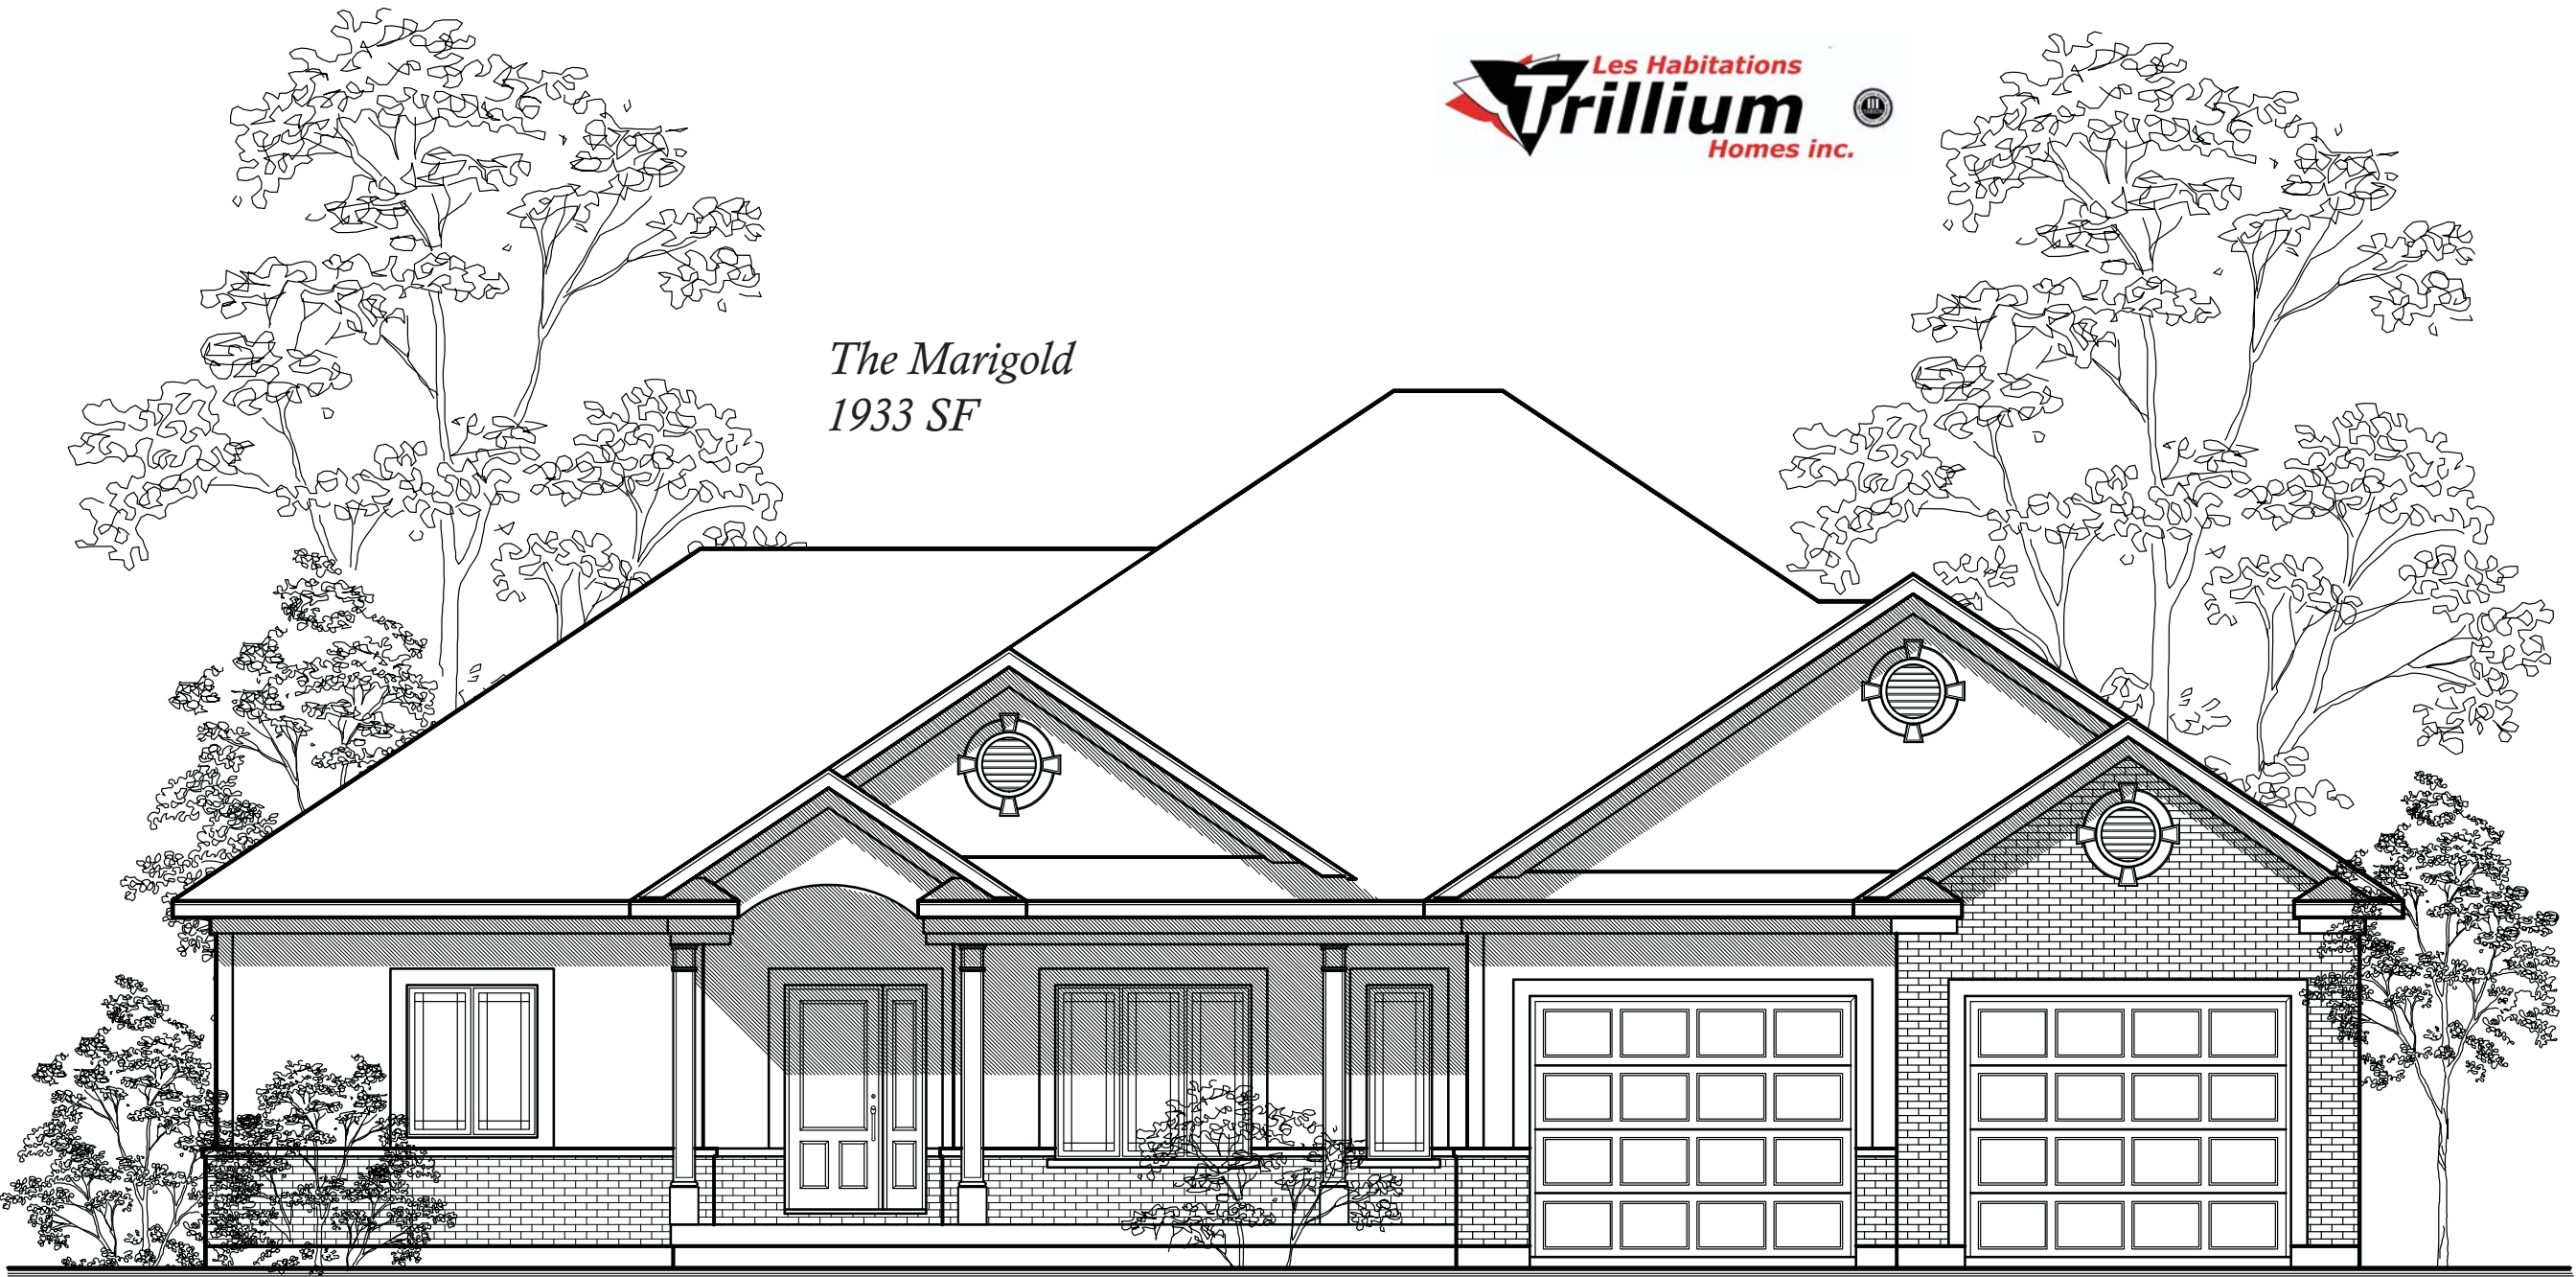 Les Habitations
Trillium
Homes inc.
The Marigold
1933 SF